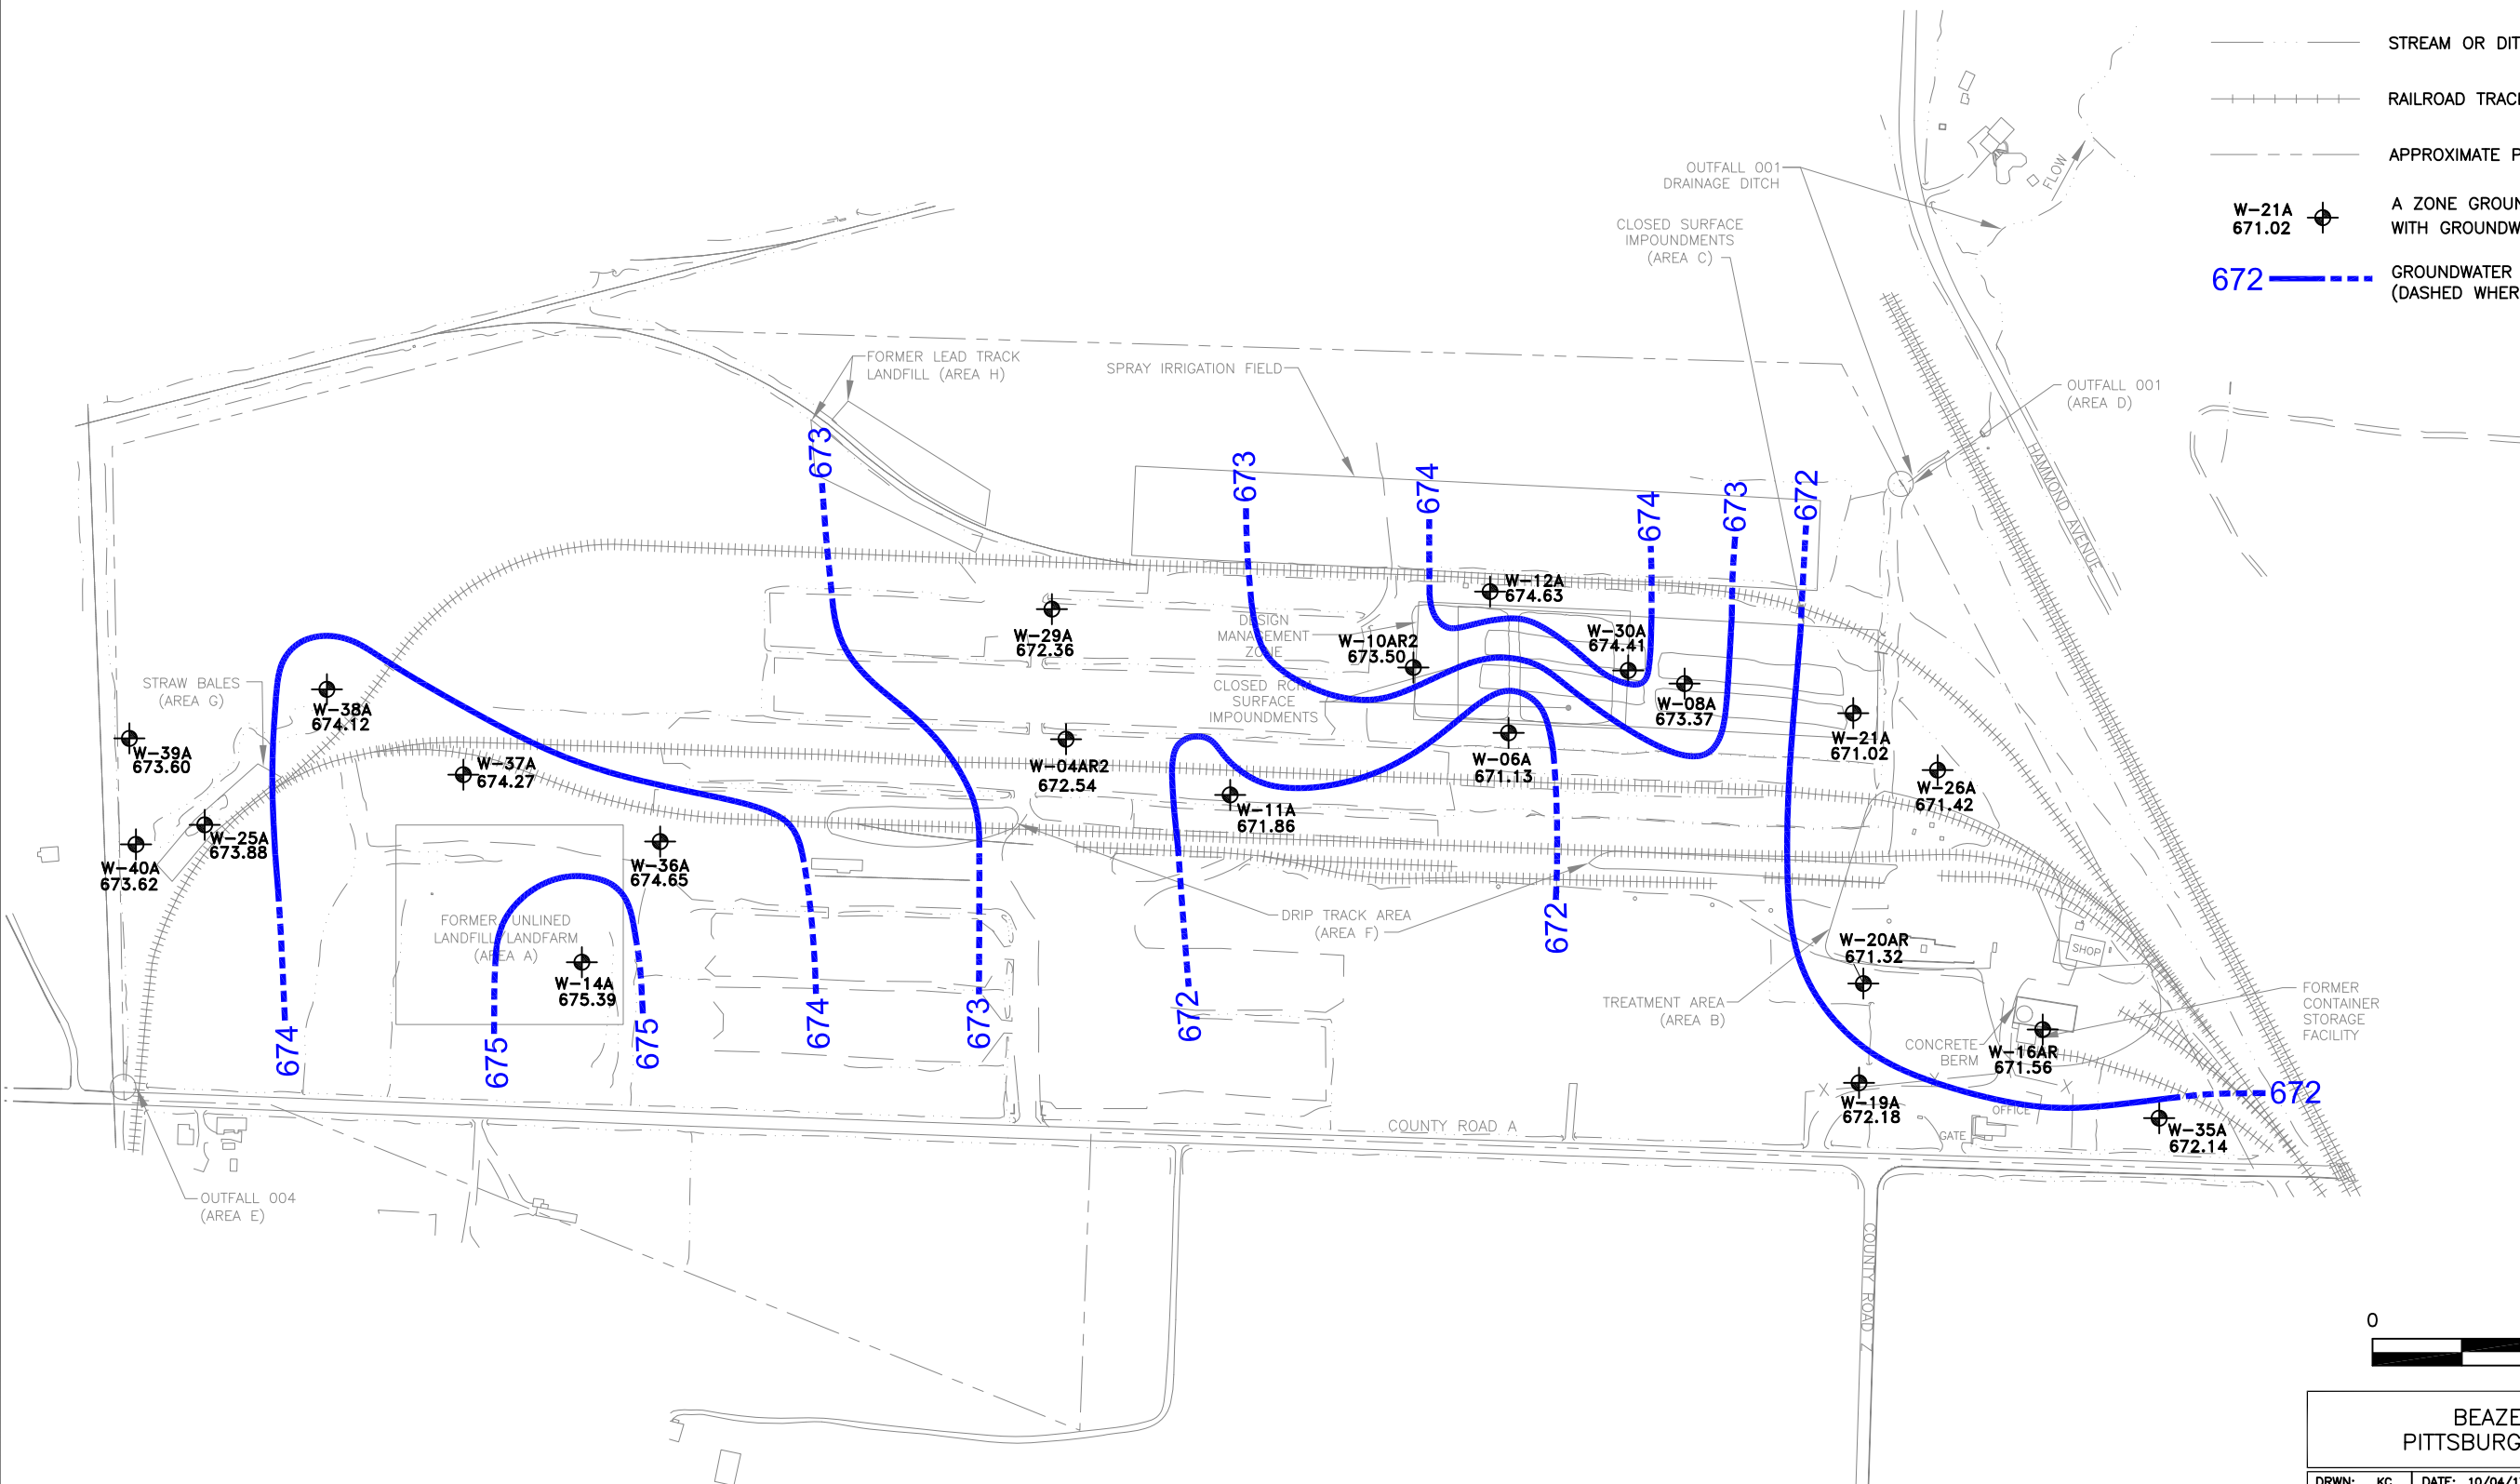 STREAM OR DIT
RAILROAD TRAC
APPROXIMATE P
W-21A
671.02
A ZONE GROUN
WITH GROUNDW
672
GROUNDWATER
(DASHED WHER
OUTFALL 001
DRAINAGE DITCH
FLOW
CLOSED SURFACE
IMPOUNDMENTS
(AREA C)
FORMER LEAD TRACK
LANDFILL (AREA H)
SPRAY IRRIGATION FIELD
OUTFALL 001
(AREA D)
HAMMOND AVENUE
673
673
674
674
673
672
W-12A
674.63
W-29A
672.36
DESIGN
MANAGEMENT
ZONE
W-10AR2
673.50
W-30A
674.41
STRAW BALES
(AREA G)
W-38A
674.12
CLOSED RCRA
SURFACE
IMPOUNDMENTS
W-08A
673.37
W-21A
671.02
W-39A
673.60
W-37A
674.27
W-04AR2
672.54
W-06A
671.13
W-26A
671.42
W-11A
671.86
W-25A
673.88
W-40A
673.62
W-36A
674.65
FORMER UNLINED
LANDFILL/LANDFARM
(AREA A)
DRIP TRACK AREA
(AREA F)
672
W-20AR
671.32
SHOP
W-14A
675.39
TREATMENT AREA
(AREA B)
FORMER
CONTAINER
STORAGE
FACILITY
674
675
675
674
673
672
CONCRETE
BERM
W-16AR
671.56
672
W-19A
672.18
OFFICE
GATE
COUNTY ROAD A
W-35A
672.14
OUTFALL 004
(AREA E)
COUNTY ROAD Z
0
BEAZE
PITTSBURG
DRWN: KC
DATE: 10/04/1